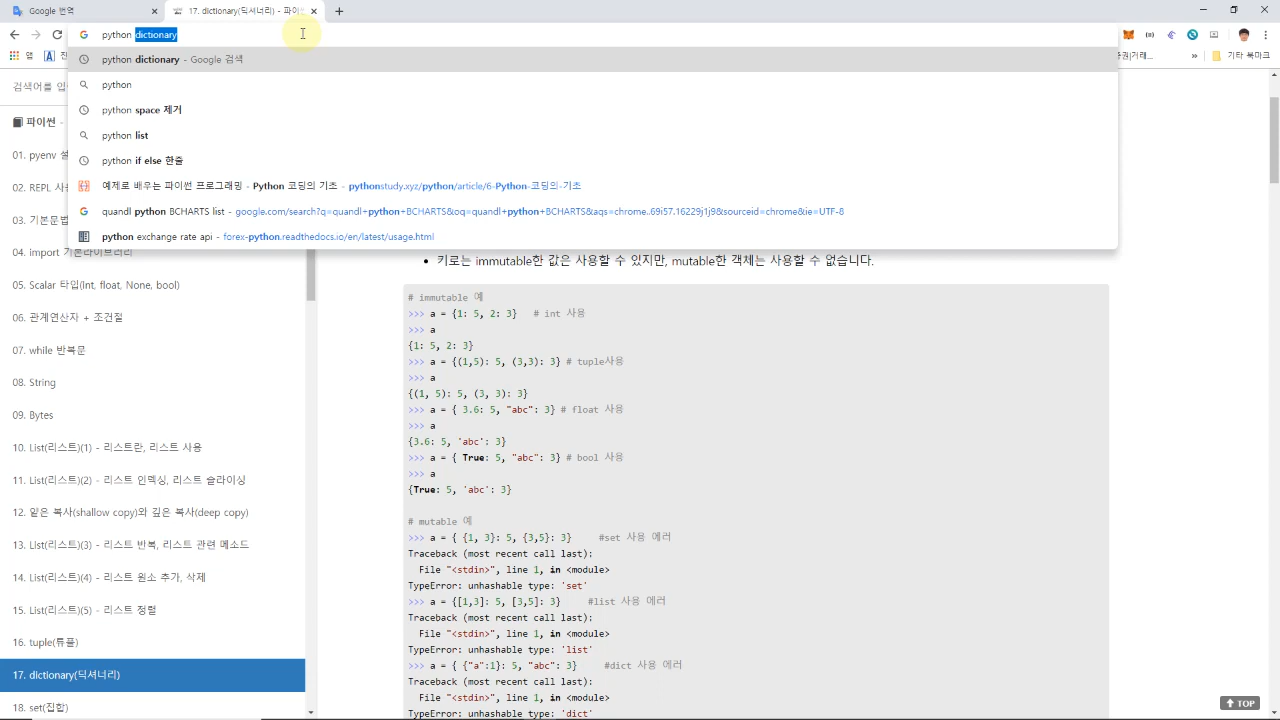 Google 번역
17. dictionary(딕셔너리) - 파이썬
python dictionary
python dictionary - Google 검색
python
python space 제거
python list
python if else 한줄
예제로 배우는 파이썬 프로그래밍 - Python 코딩의 기초 - pythonstudy.xyz/python/article/6-Python-코딩의-기초
quandl python BCHARTS list - google.com/search?q=quandl+python+BCHARTS&oq=quandl+python+BCHARTS&aqs=chrome..69i57.16229j1j9&sourceid=chrome&ie=UTF-8
python exchange rate api - forex-python.readthedocs.io/en/latest/usage.html
앱
기타 북마크
검색어를 입
파이썬 -
01. pyenv 설
02. REPL 사용
03. 기본문법
04. import 기본라이브러리
05. Scalar 타입(int, float, None, bool)
06. 관계연산자 + 조건절
07. while 반복문
08. String
09. Bytes
10. List(리스트)(1) - 리스트란, 리스트 사용
11. List(리스트)(2) - 리스트 인덱싱, 리스트 슬라이싱
12. 얕은 복사(shallow copy)와 깊은 복사(deep copy)
13. List(리스트)(3) - 리스트 반복, 리스트 관련 메소드
14. List(리스트)(4) - 리스트 원소 추가, 삭제
15. List(리스트)(5) - 리스트 정렬
16. tuple(튜플)
17. dictionary(딕셔너리)
18. set(집합)
키로는 immutable한 값은 사용할 수 있지만, mutable한 객체는 사용할 수 없습니다.
# immutable 예
>>> a = {1: 5, 2: 3}   # int 사용
>>> a
{1: 5, 2: 3}
>>> a = {(1,5): 5, (3,3): 3} # tuple사용
>>> a
{(1, 5): 5, (3, 3): 3}
>>> a = { 3.6: 5, "abc": 3} # float 사용
>>> a
{3.6: 5, 'abc': 3}
>>> a = { True: 5, "abc": 3} # bool 사용
>>> a
{True: 5, 'abc': 3}
# mutable 예
>>> a = { {1, 3}: 5, {3,5}: 3}    #set 사용 에러
Traceback (most recent call last):
  File "<stdin>", line 1, in <module>
TypeError: unhashable type: 'set'
>>> a = {[1,3]: 5, [3,5]: 3}    #list 사용 에러
Traceback (most recent call last):
  File "<stdin>", line 1, in <module>
TypeError: unhashable type: 'list'
>>> a = { {"a":1}: 5, "abc": 3}    #dict 사용 에러
Traceback (most recent call last):
  File "<stdin>", line 1, in <module>
TypeError: unhashable type: 'dict'
TOP